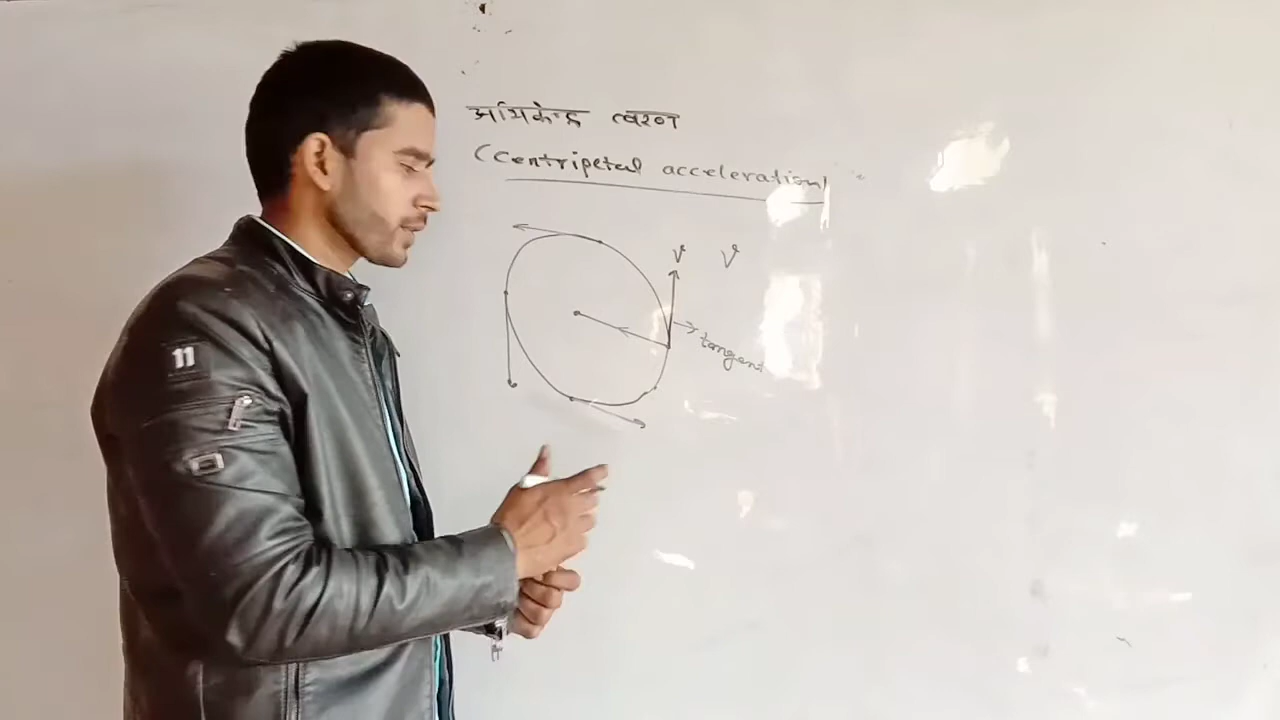 अभिकेन्द्र त्वरण
(Centripetal acceleration)
v v
tangent
11